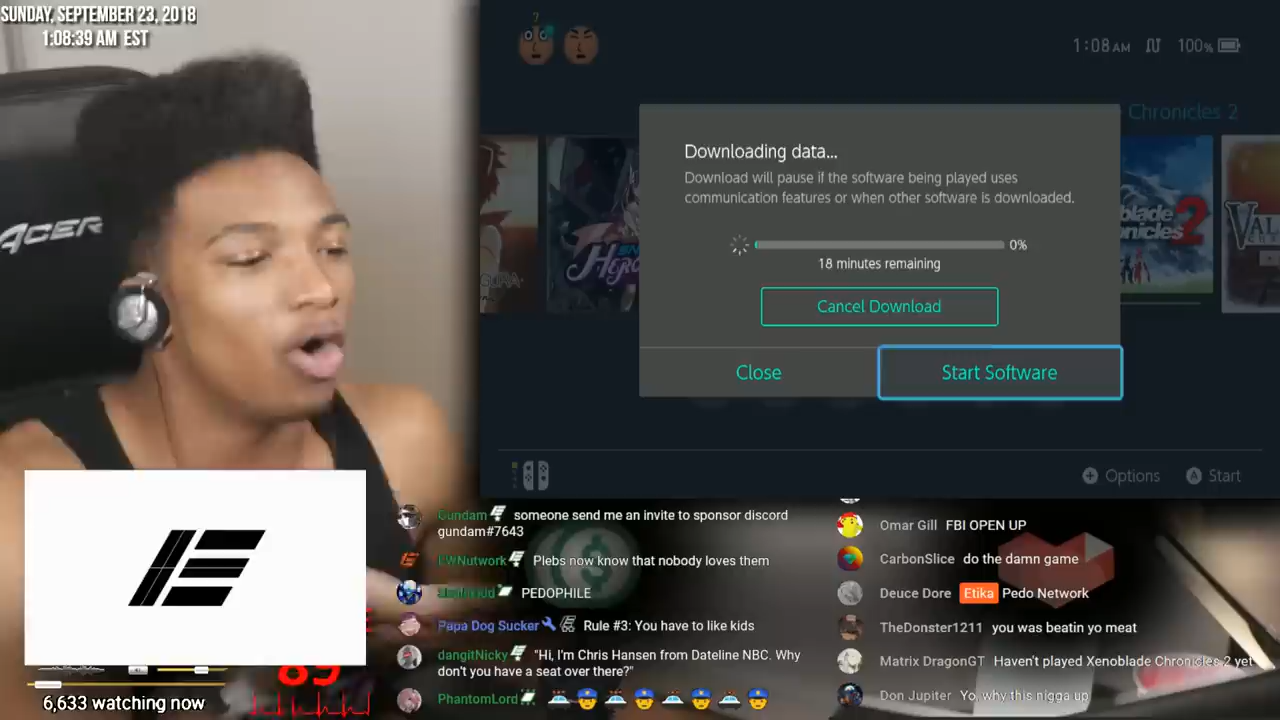 SUNDAY, SEPTEMBER 23, 2018
1:08:39 AM EST
7
1:08 AM 100%
Chronicles 2
ACER
Downloading data...
Download will pause if the software being played uses
communication features or when other software is downloaded.
0%
18 minutes remaining
Cancel Download
Close Start Software
Options Start
Gundam someone send me an invite to sponsor discord
gundam#7643
LWNutwork Plebs now know that nobody loves them
PEDOPHILE
Papa Dog Sucker Rule #3: You have to like kids
dangitNicky "Hi, I'm Chris Hansen from Dateline NBC. Why
don't you have a seat over there?"
PhantomLord
Omar Gill FBI OPEN UP
CarbonSlice do the damn game
Deuce Dore Etika Pedo Network
TheDonster1211 you was beatin yo meat
Matrix DragonGT Haven't played Xenoblade Chronicles 2 yet
Don Jupiter Yo, why this nigga up
89
6,633 watching now